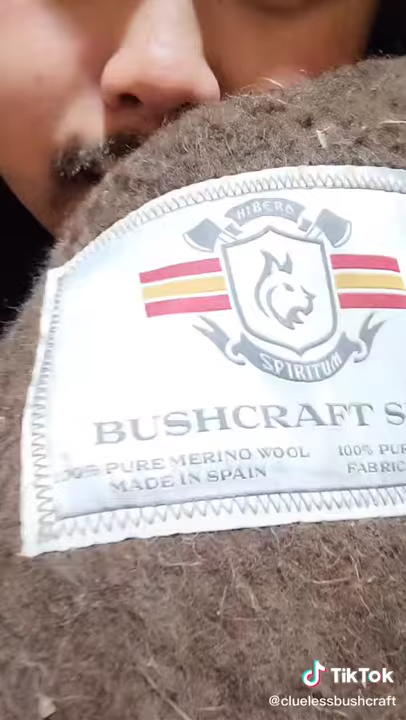 HIBERO
SPIRITUM
BUSHCRAFT S
100% PURE MERINO WOOL
MADE IN SPAIN
100% PUR
FABRIC
TikTok
@cluelessbushcraft